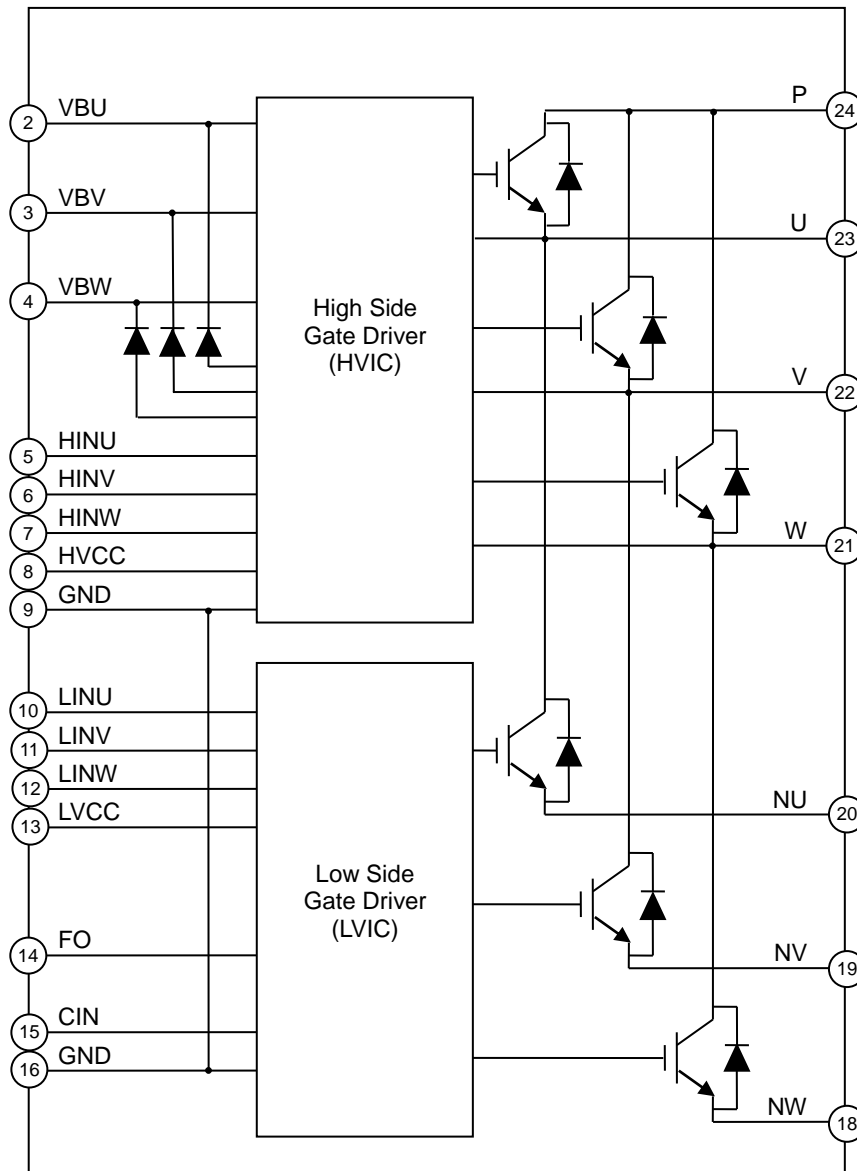 2 VBU
3 VBV
4 VBW
5 HINU
6 HINV
7 HINW
8 HVCC
9 GND
High Side
Gate Driver
(HVIC)
P 24
U 23
V 22
W 21
10 LINU
11 LINV
12 LINW
13 LVCC
14 FO
15 CIN
16 GND
Low Side
Gate Driver
(LVIC)
NU 20
NV 19
NW 18